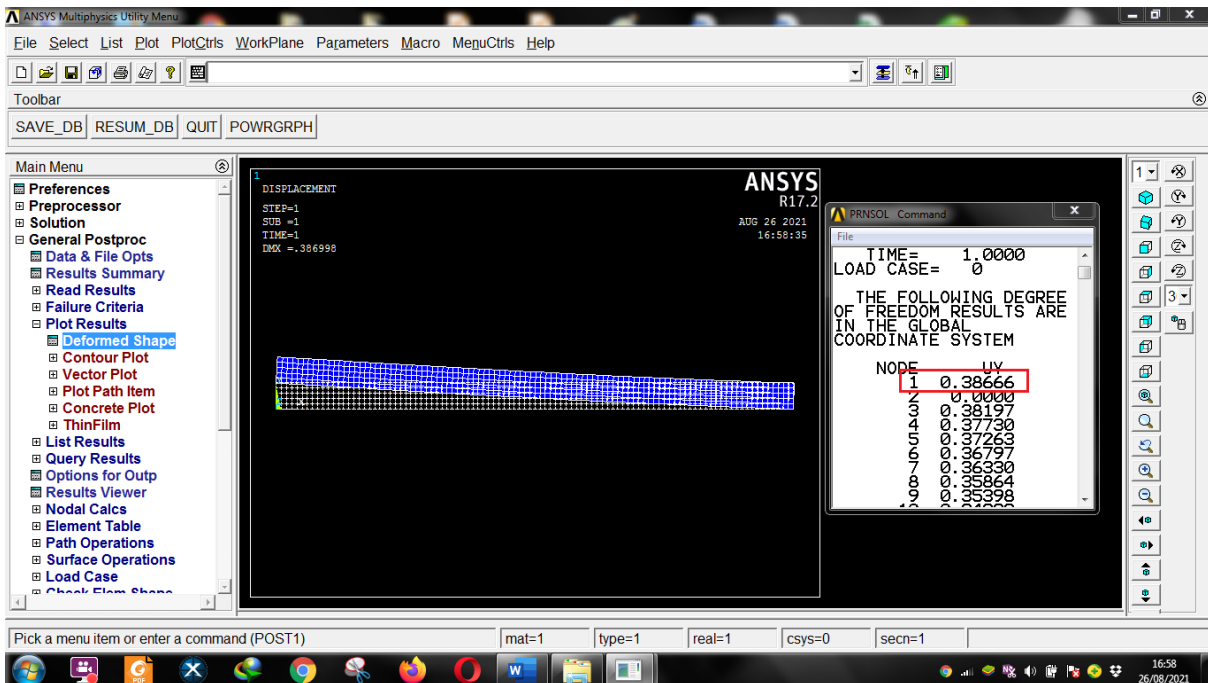 ANSYS Multiphysics Utility Menu
File Select List Plot PlotCtrls WorkPlane Parameters Macro MenuCtrls Help
Toolbar
SAVE_DB RESUM_DB QUIT POWRGRPH
Main Menu
Preferences
Preprocessor
Solution
General Postproc
Data & File Opts
Results Summary
Read Results
Failure Criteria
Plot Results
Deformed Shape
Contour Plot
Vector Plot
Plot Path Item
Concrete Plot
ThinFilm
List Results
Query Results
Options for Outp
Results Viewer
Nodal Calcs
Element Table
Path Operations
Surface Operations
Load Case
Check Elem Shape
1
DISPLACEMENT
STEP=1
SUB =1
TIME=1
DMX =.386998
ANSYS
R17.2
AUG 26 2021
16:58:35
X
PRNSOL Command
File
TIME= 1.0000
LOAD CASE= 0
THE FOLLOWING DEGREE
OF FREEDOM RESULTS ARE
IN THE GLOBAL
COORDINATE SYSTEM
NODE UY
1 0.38666
2 0.0000
3 0.38197
4 0.37730
5 0.37263
6 0.36797
7 0.36330
8 0.35864
9 0.35398
1
3
Pick a menu item or enter a command (POST1)
mat=1
type=1
real=1
csys=0
secn=1
16:58
26/08/2021